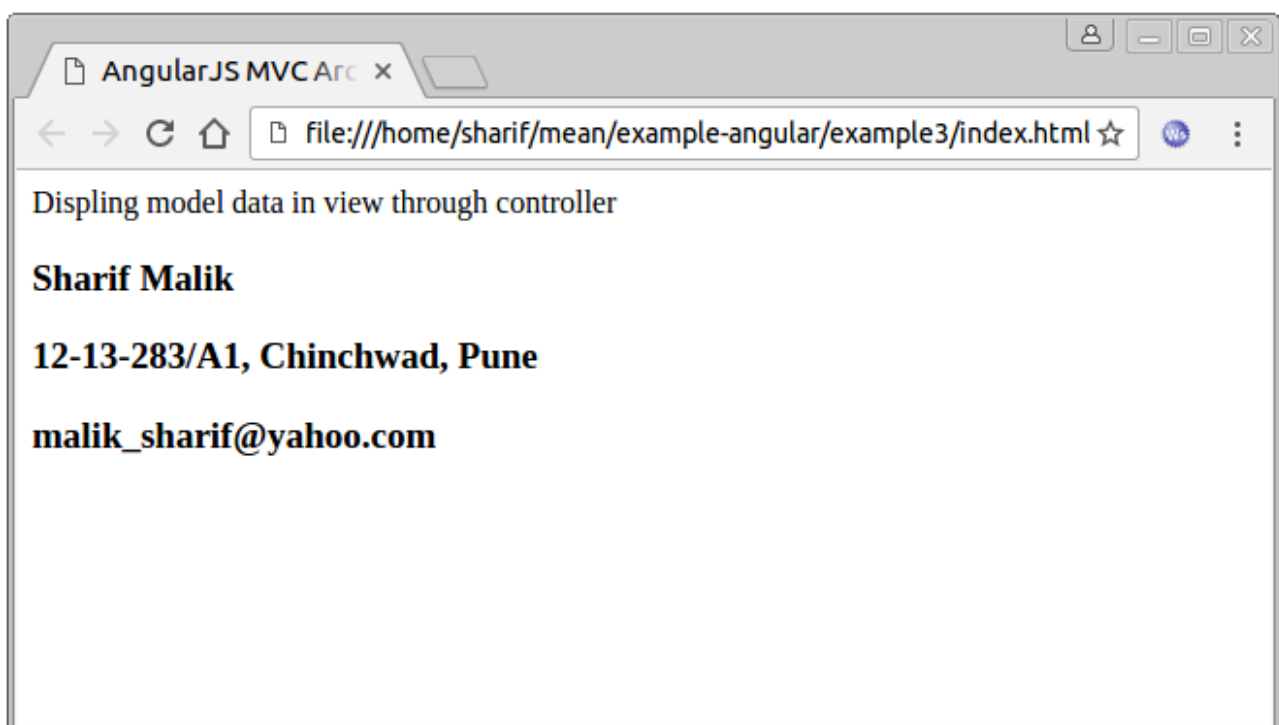 AngularJS MVC Arc
file:///home/sharif/mean/example-angular/example3/index.html
Displing model data in view through controller
Sharif Malik
12-13-283/A1, Chinchwad, Pune
malik_sharif@yahoo.com